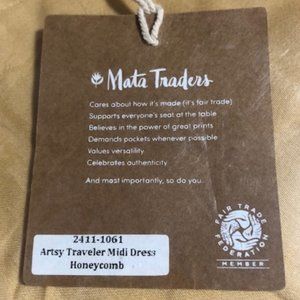 Mata Traders
Cares about how it's made (it's fair trade)
Supports everyone's seat at the table
Believes in the power of great prints
Demands pockets whenever possible
Values versatility
Celebrates authenticity
And most importantly, so do you.
FAIR TRADE
FEDERATION
MEMBER
2411-1061
Artsy Traveler Midi Dress
Honeycomb